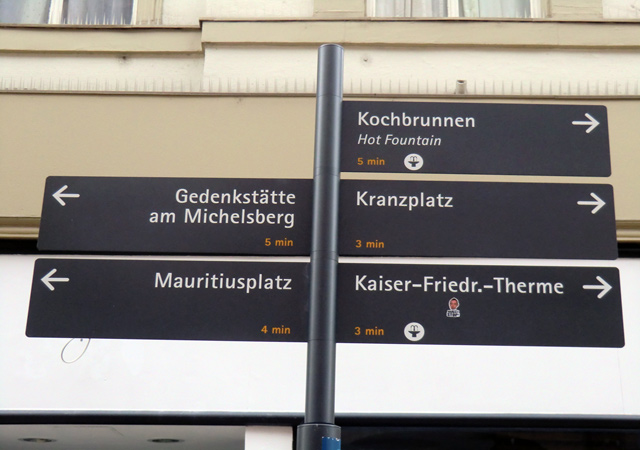 Kochbrunnen
Hot Fountain
5 min
Gedenkstätte
am Michelsberg
5 min
Kranzplatz
3 min
Mauritiusplatz
4 min
Kaiser-Friedr.-Therme
3 min